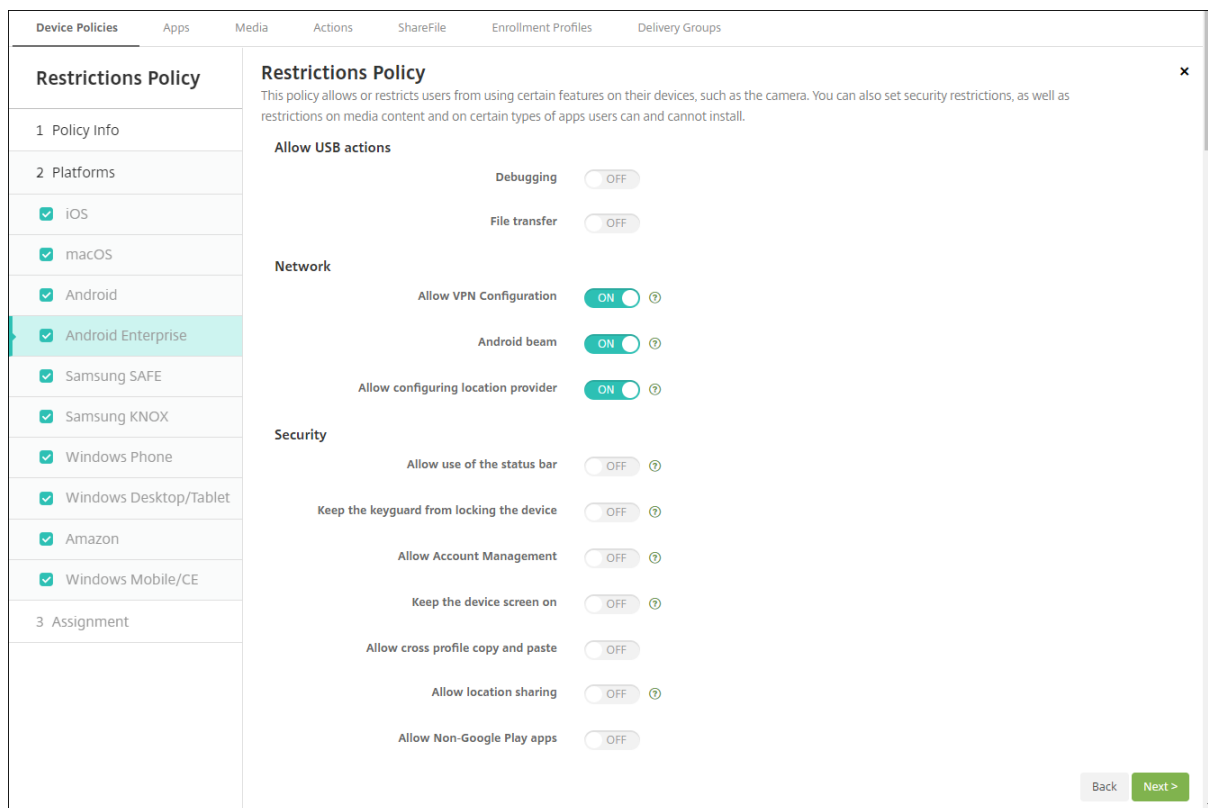 Device Policies Apps Media Actions ShareFile Enrollment Profiles Delivery Groups
Restrictions Policy
1 Policy Info
2 Platforms
iOS
macOS
Android
Android Enterprise
Samsung SAFE
Samsung KNOX
Windows Phone
Windows Desktop/Tablet
Amazon
Windows Mobile/CE
3 Assignment
Restrictions Policy
This policy allows or restricts users from using certain features on their devices, such as the camera. You can also set security restrictions, as well as
restrictions on media content and on certain types of apps users can and cannot install.
Allow USB actions
Debugging OFF
File transfer OFF
Network
Allow VPN Configuration ON ?
Android beam ON ?
Allow configuring location provider ON ?
Security
Allow use of the status bar OFF ?
Keep the keyguard from locking the device OFF ?
Allow Account Management OFF ?
Keep the device screen on OFF ?
Allow cross profile copy and paste OFF
Allow location sharing OFF ?
Allow Non-Google Play apps OFF
Back Next >